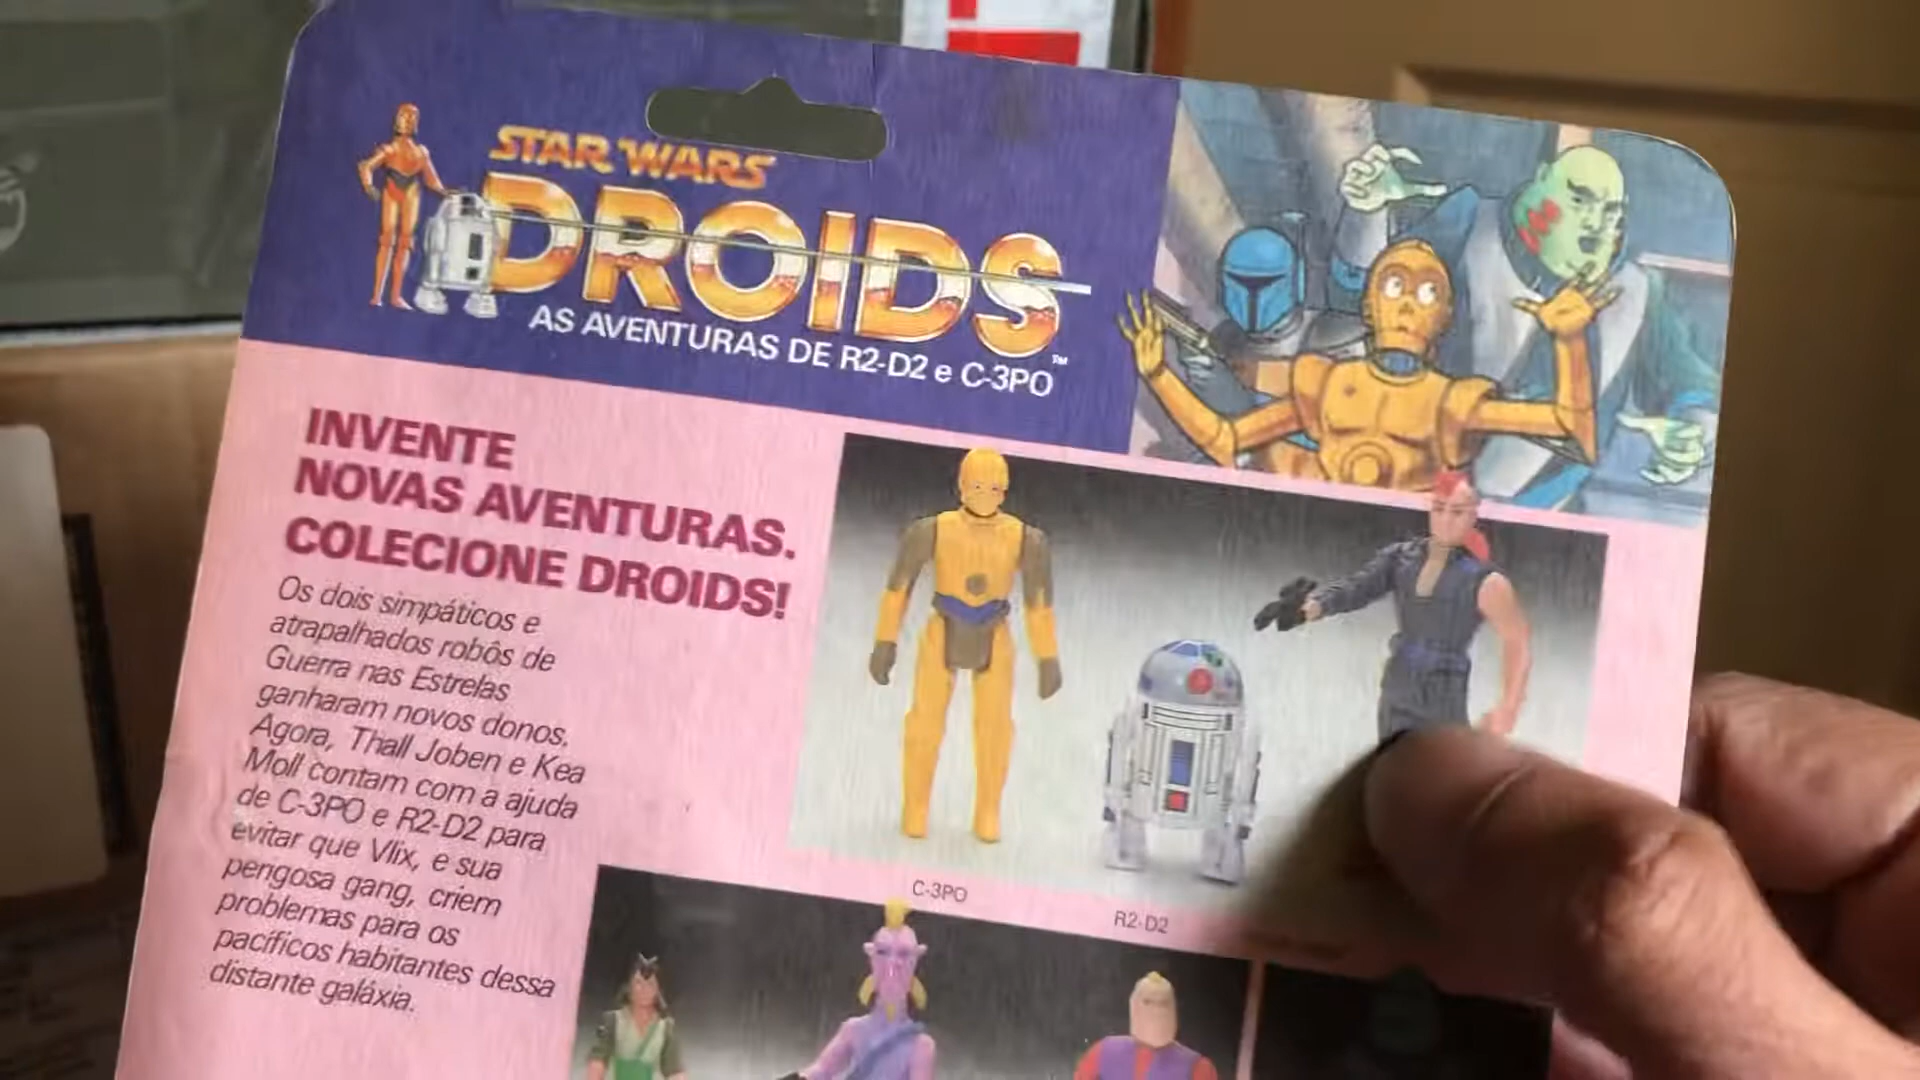 STAR WARS
DROIDS
AS AVENTURAS DE R2-D2 e C-3PO
™
INVENTE
NOVAS AVENTURAS.
COLECIONE DROIDS!
Os dois simpáticos e
atrapalhados robôs de
Guerra nas Estrelas
ganharam novos donos.
Agora, Thall Joben e Kea
Moll contam com a ajuda
de C-3PO e R2-D2 para
evitar que Vlix, e sua
perigosa gang, criem
problemas para os
pacíficos habitantes dessa
distante galáxia.
C-3PO
R2-D2